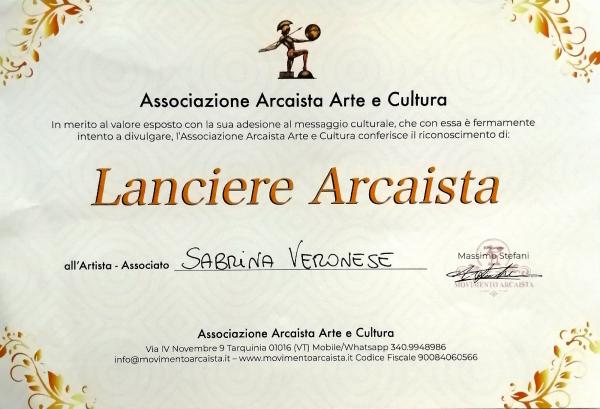 Associazione Arcaista Arte e Cultura
In merito al valore esposto con la sua adesione al messaggio culturale, che con essa è fermamente
intento a divulgare, l'Associazione Arcaista Arte e Cultura conferisce il riconoscimento di:
Lanciere Arcaista
all'Artista - Associato SABRINA VERONESE
Massimo Stefani
MOVIMENTO ARCAISTA
Associazione Arcaista Arte e Cultura
Via IV Novembre 9 Tarquinia 01016 (VT) Mobile/Whatsapp 340.9948986
info@movimentoarcaista.it – www.movimentoarcaista.it Codice Fiscale 90084060566